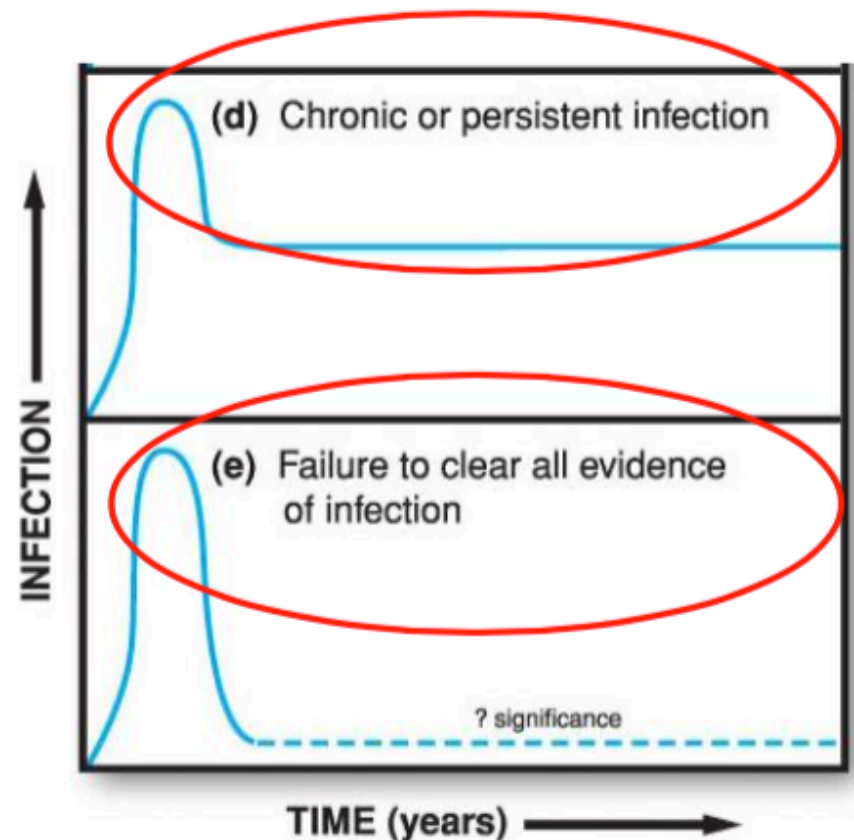 (d) Chronic or persistent infection
(e) Failure to clear all evidence
of infection
? significance
INFECTION
TIME (years)